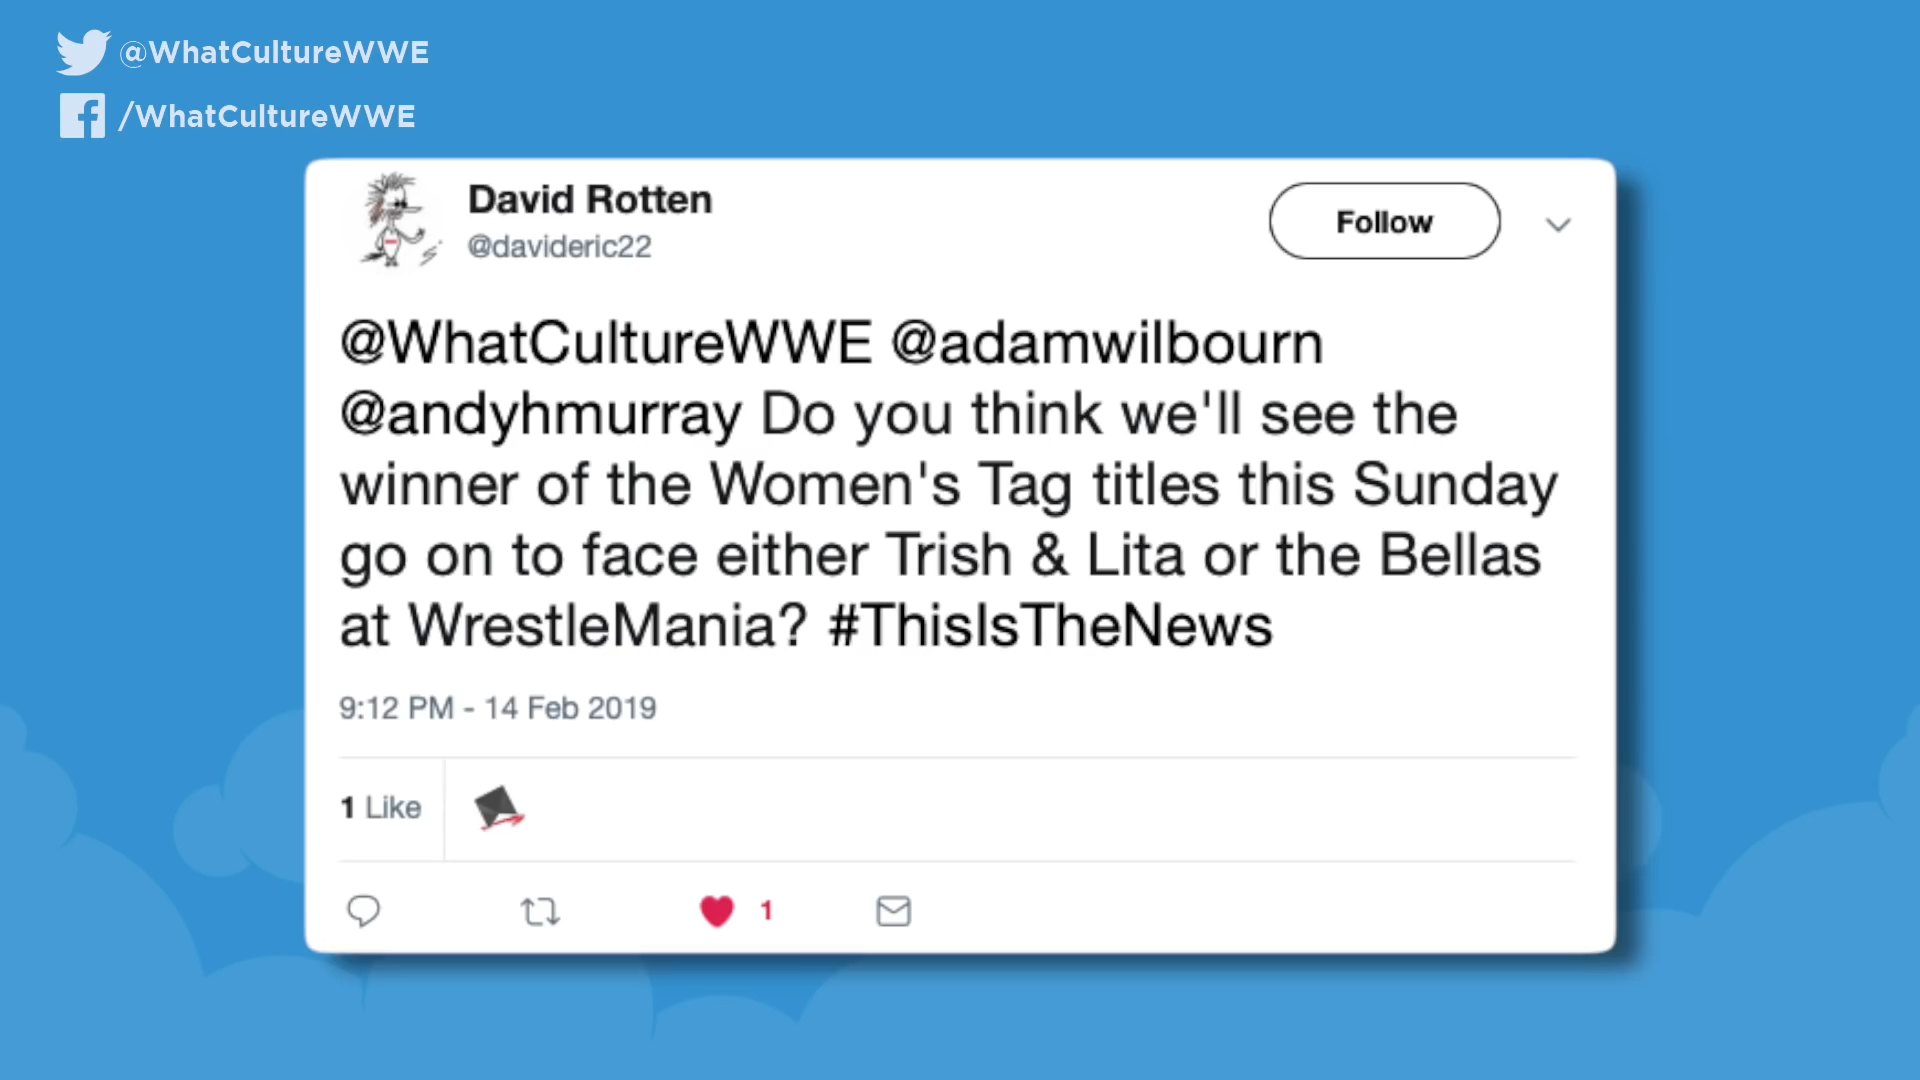 @WhatCultureWWE
/WhatCultureWWE
David Rotten
@davideric22
Follow
@WhatCultureWWE @adamwilbourn
@andyhmurray Do you think we'll see the
winner of the Women's Tag titles this Sunday
go on to face either Trish & Lita or the Bellas
at WrestleMania? #ThisIsTheNews
9:12 PM - 14 Feb 2019
1 Like
1